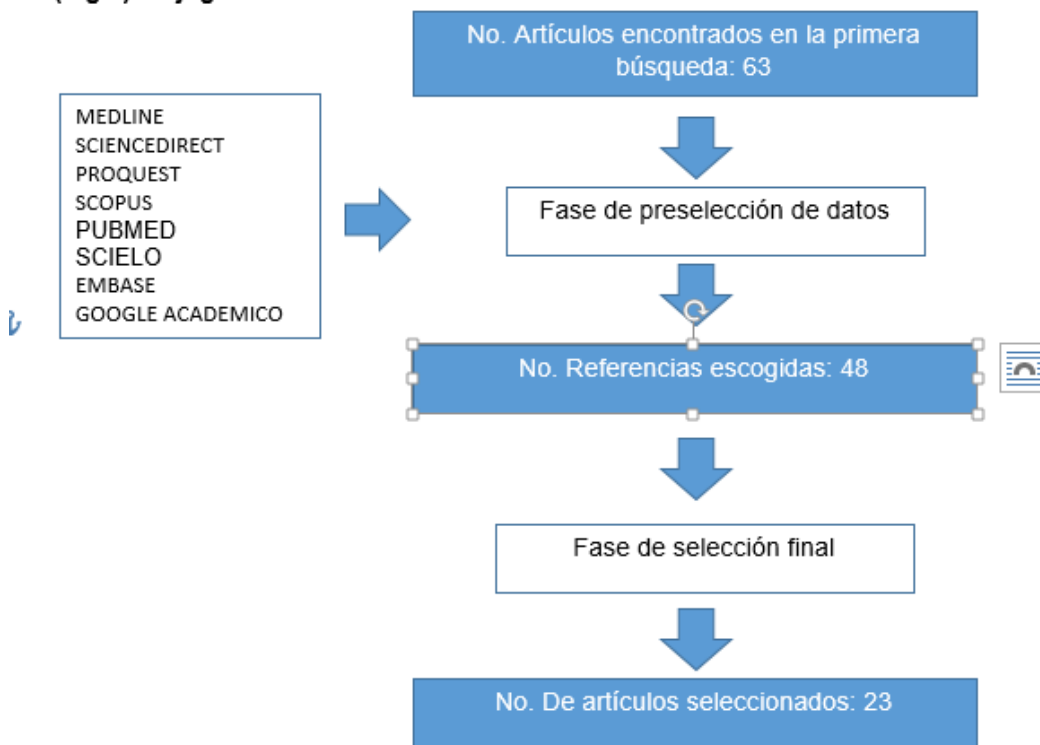 No. Artículos encontrados en la primera
búsqueda: 63
MEDLINE
SCIENCEDIRECT
PROQUEST
SCOPUS
PUBMED
SCIELO
EMBASE
GOOGLE ACADEMICO
Fase de preselección de datos
No. Referencias escogidas: 48
Fase de selección final
No. De artículos seleccionados: 23